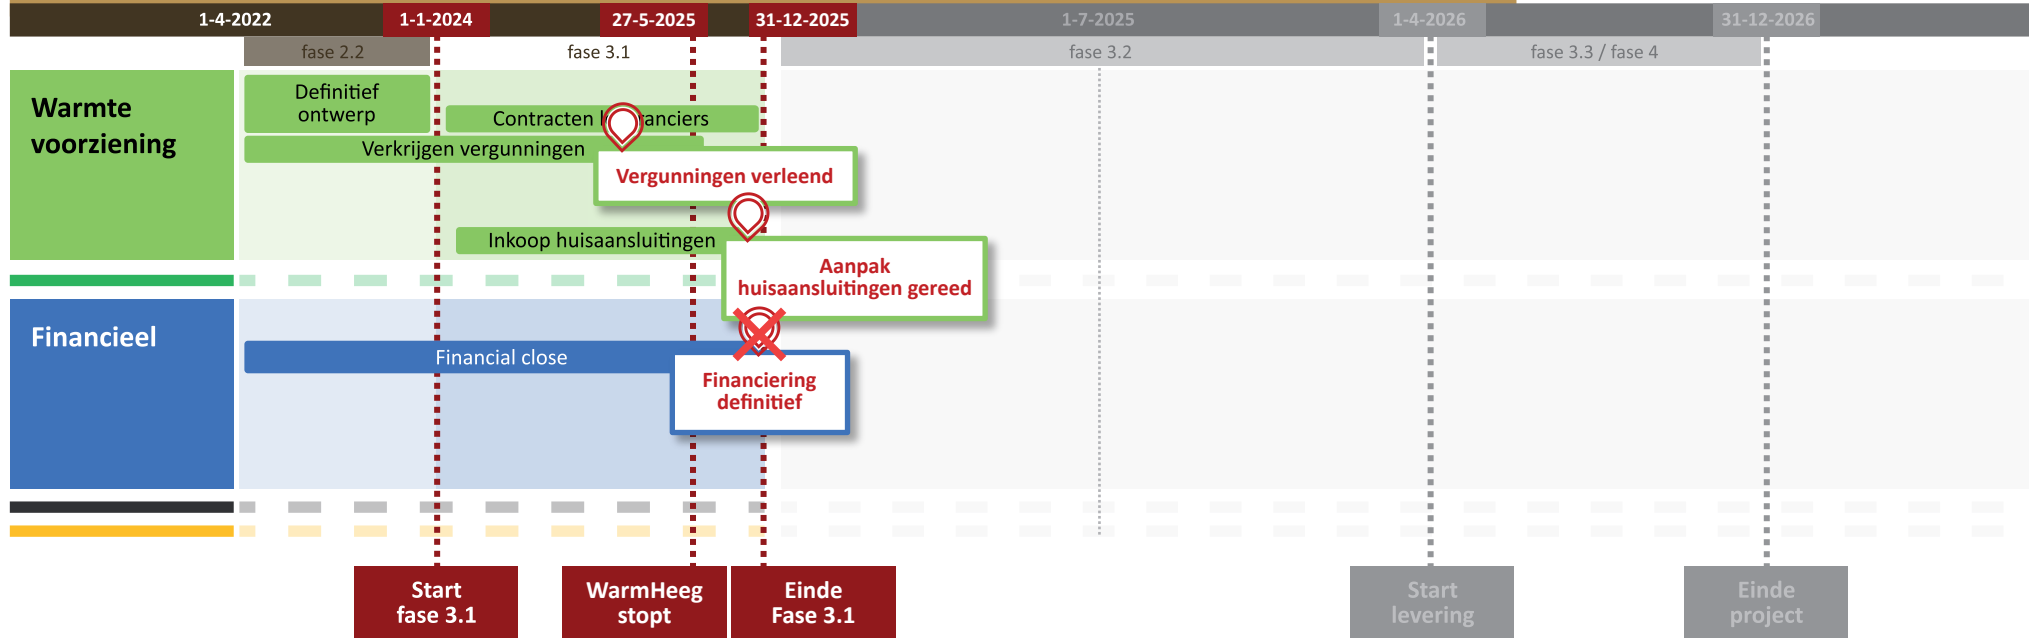 1-4-2022
1-1-2024
27-5-2025
31-12-2025
1-7-2025
1-4-2026
31-12-2026
fase 2.2
fase 3.1
fase 3.2
fase 3.3 / fase 4
Warmte
voorziening
Definitief
ontwerp
Contracten
Verkrijgen vergunningen
Vergunningen verleend
Inkoop huisaansluitingen
Aanpak
huisaansluitingen gereed
Financieel
Financial close
Financiering
definitief
Start
fase 3.1
WarmHeeg
stopt
Einde
Fase 3.1
Start
levering
Einde
project